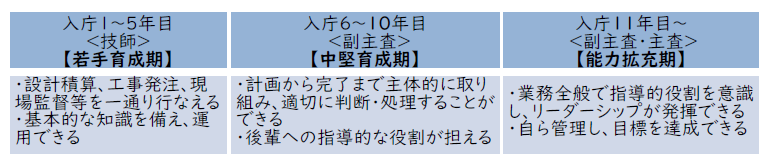 入庁1～5年目
<技師>
【若手育成期】
・設計積算、工事発注、現
場監督等を一通り行なえる
・基本的な知識を備え、運
用できる
入庁6～10年目
<副主査>
【中堅育成期】
・計画から完了まで主体的に取り
組み、適切に判断・処理することが
できる
・後輩への指導的な役割が担える
入庁11年目～
<副主査・主査>
【能力拡充期】
・業務全般で指導的役割を意識
し、リーダーシップが発揮できる
・自ら管理し、目標を達成できる